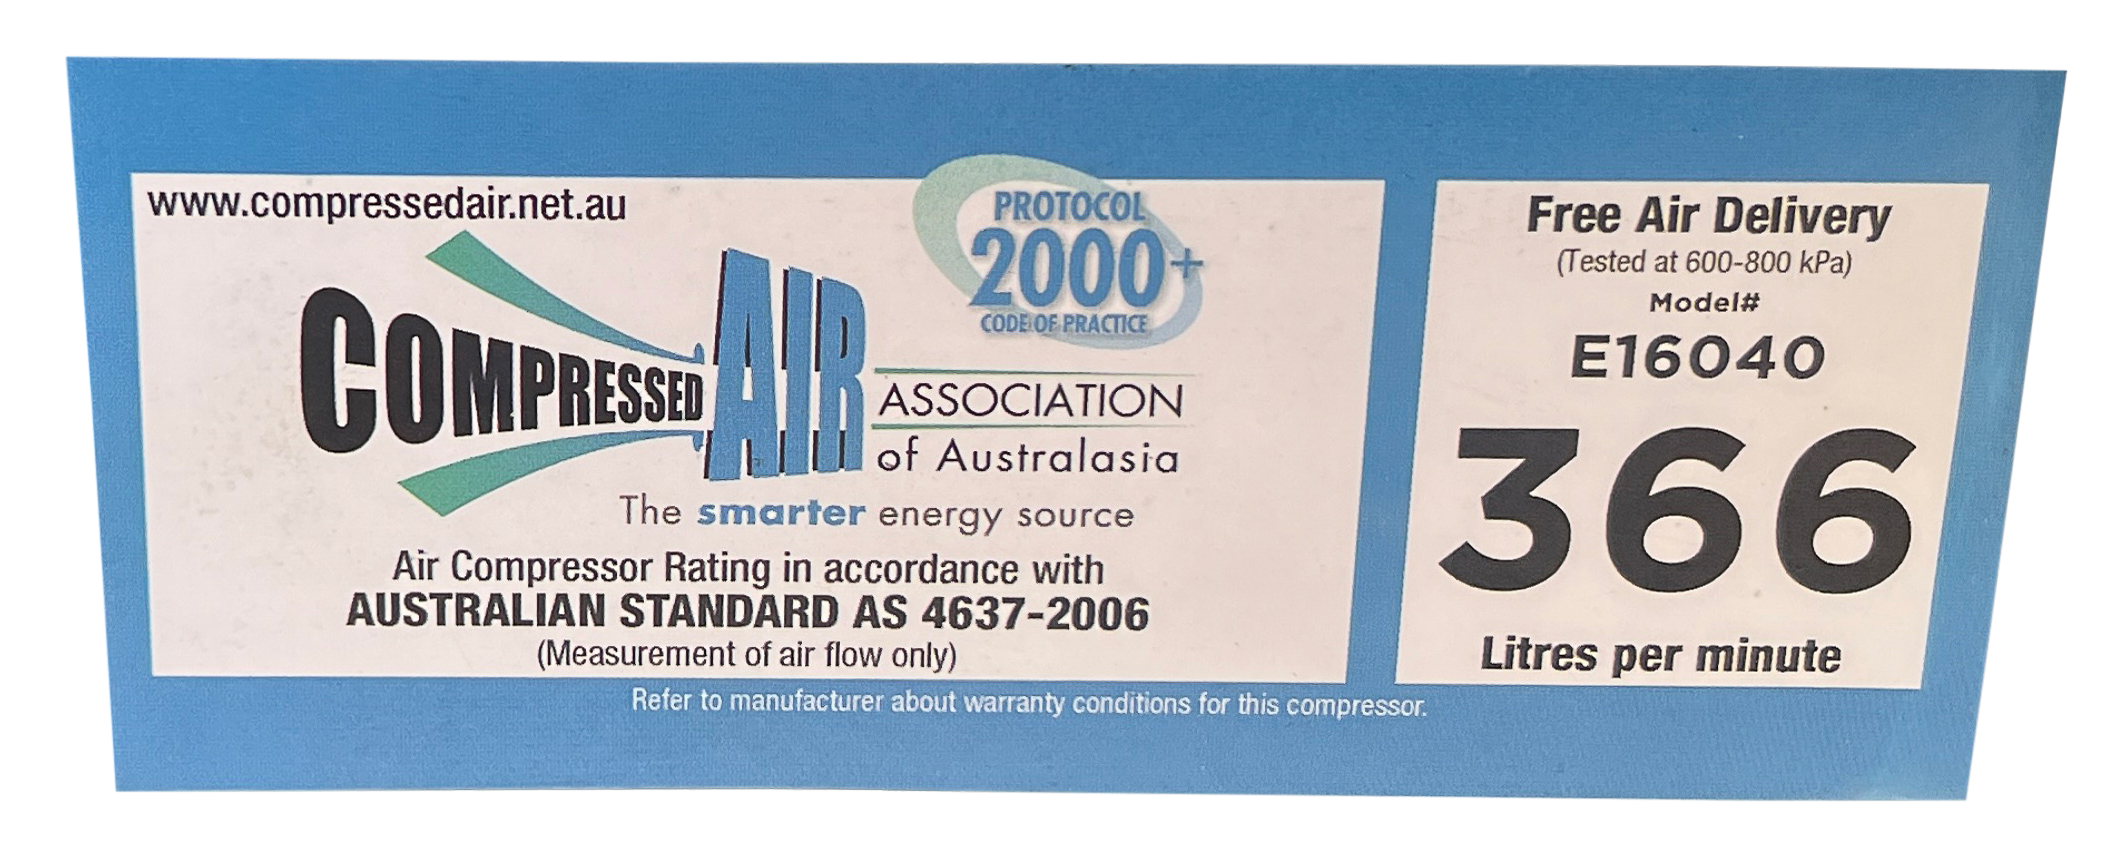 www.compressedair.net.au
PROTOCOL
2000+
CODE OF PRACTICE
COMPRESSED AIR
ASSOCIATION
of Australasia
The smarter energy source
Air Compressor Rating in accordance with
AUSTRALIAN STANDARD AS 4637-2006
(Measurement of air flow only)
Free Air Delivery
(Tested at 600-800 kPa)
Model#
E16040
366
Litres per minute
Refer to manufacturer about warranty conditions for this compressor.